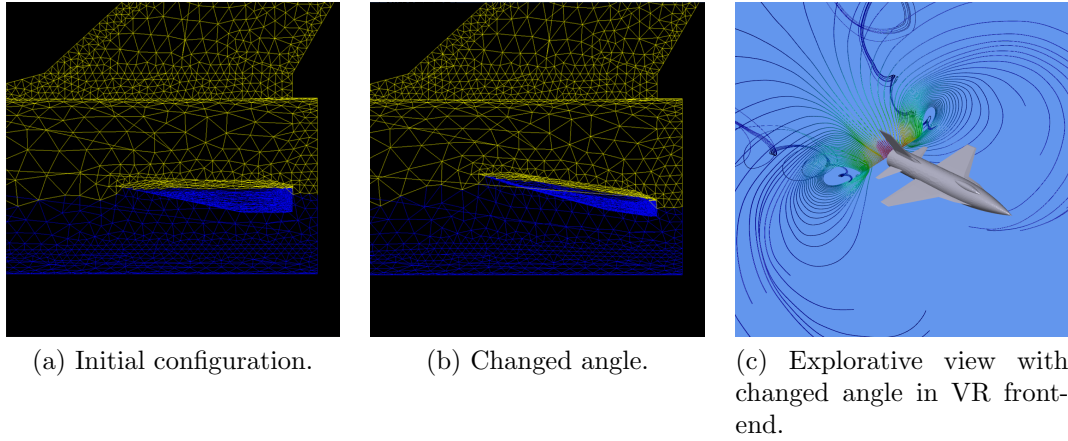 (a) Initial configuration.
(b) Changed angle.
(c) Explorative view with
changed angle in VR front-
end.